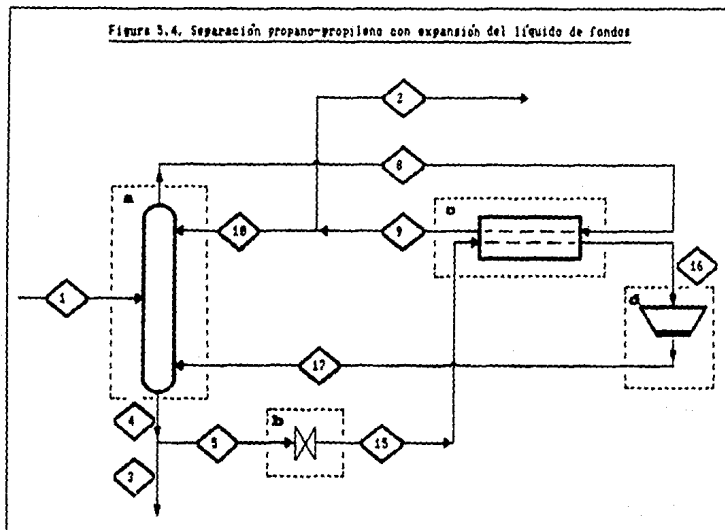 Figura 5.4. Separación propano-propileno con expansión del líquido de fondos
2
a
8
10
9
c
16
1
d
17
4
b
5
15
3